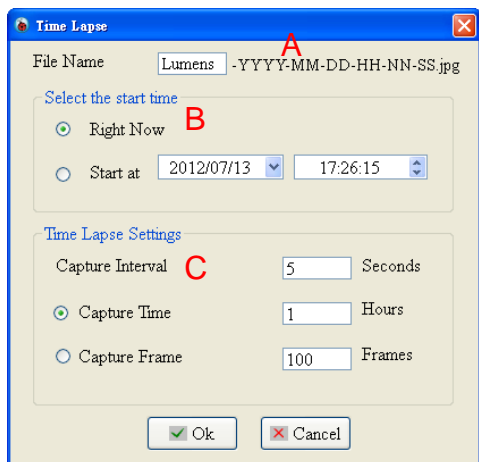 Time Lapse
A
File Name Lumens -YYYY-MM-DD-HH-NN-SS.jpg
Select the start time
B
Right Now
Start at 2012/07/13 17:26:15
Time Lapse Settings
Capture Interval C 5 Seconds
Capture Time 1 Hours
Capture Frame 100 Frames
Ok Cancel